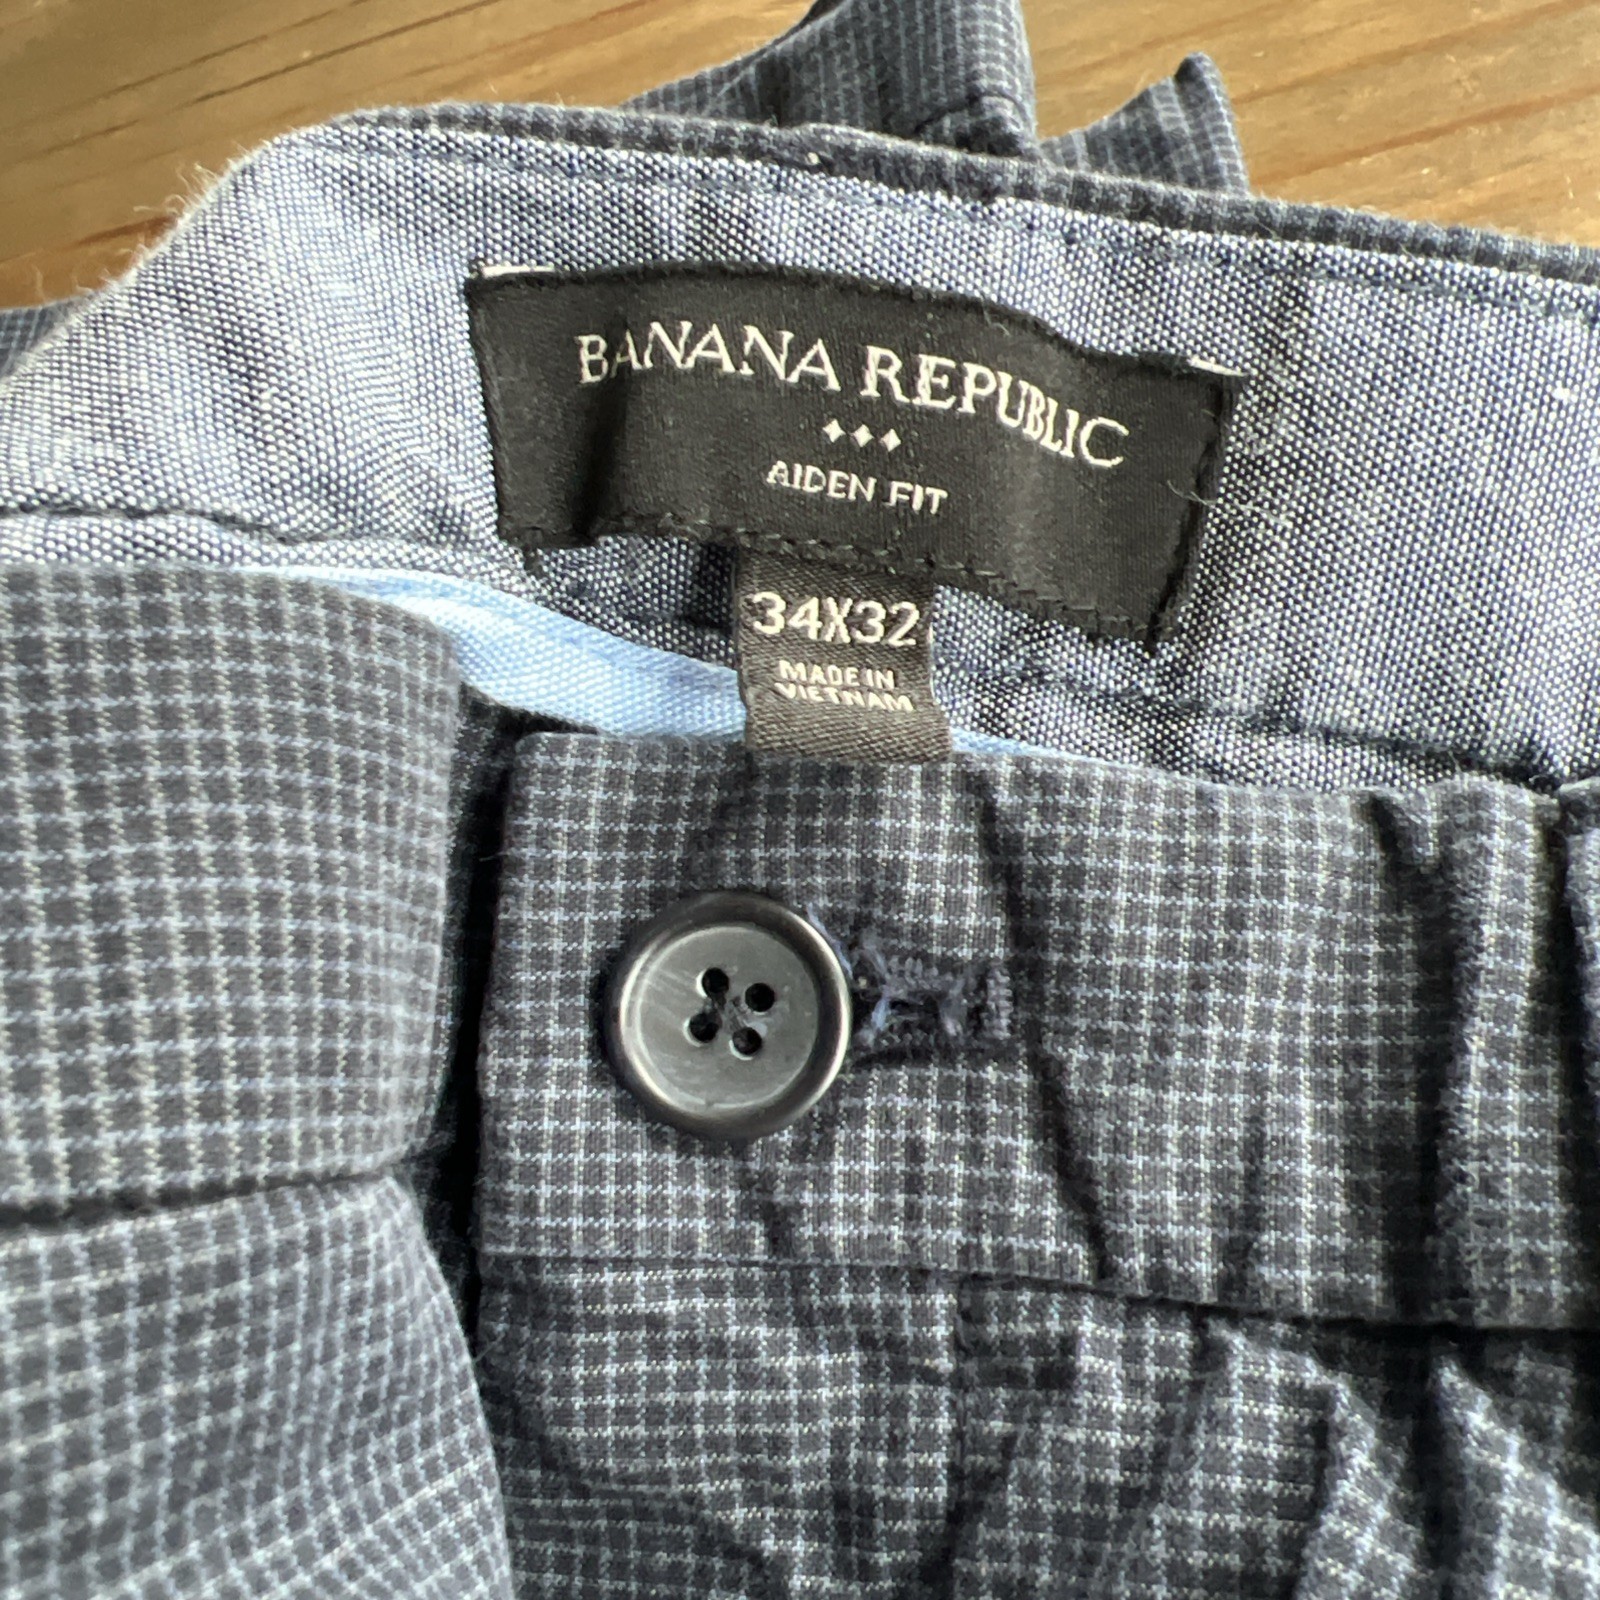 BANANA REPUBLIC
AIDEN FIT
34X32
MADE IN
VIETNAM